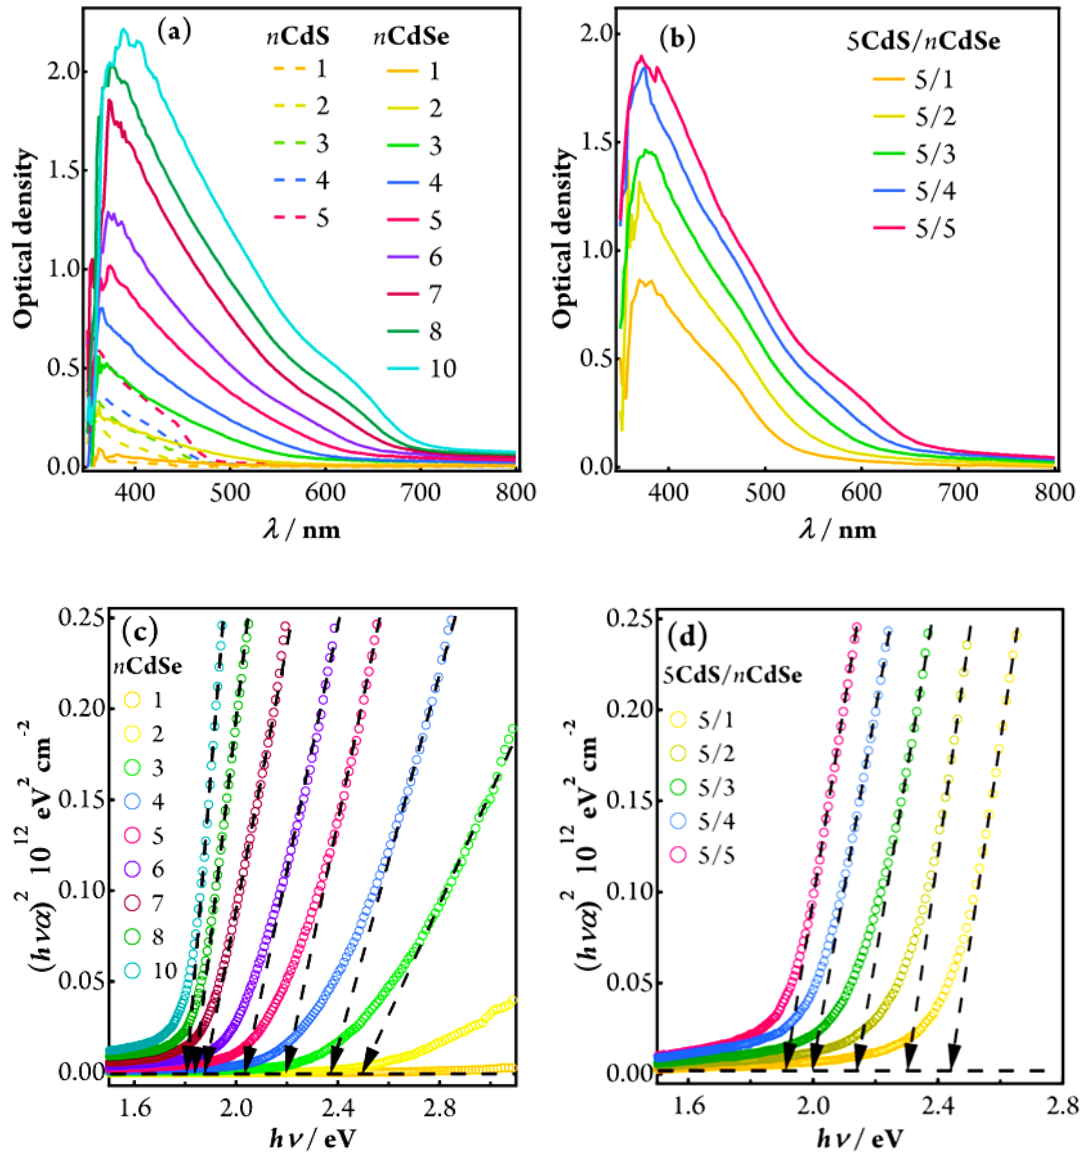 (a)
nCdS nCdSe
1 1
2 2
3 3
4 4
5 5
6
7
8
10
2.0
1.5
1.0
0.5
0.0
Optical density
400 500 600 700 800
λ / nm
(b)
5CdS/nCdSe
5/1
5/2
5/3
5/4
5/5
2.0
1.5
1.0
0.5
0.0
Optical density
400 500 600 700 800
λ / nm
(c)
nCdSe
1
2
3
4
5
6
7
8
10
0.25
0.20
0.15
0.10
0.05
0.00
(hνα)² 10¹² eV² cm⁻²
1.6 2.0 2.4 2.8
hν / eV
(d)
5CdS/nCdSe
5/1
5/2
5/3
5/4
5/5
0.25
0.20
0.15
0.10
0.05
0.00
(hνα)² 10¹² eV² cm⁻²
1.6 2.0 2.4 2.8
hν / eV